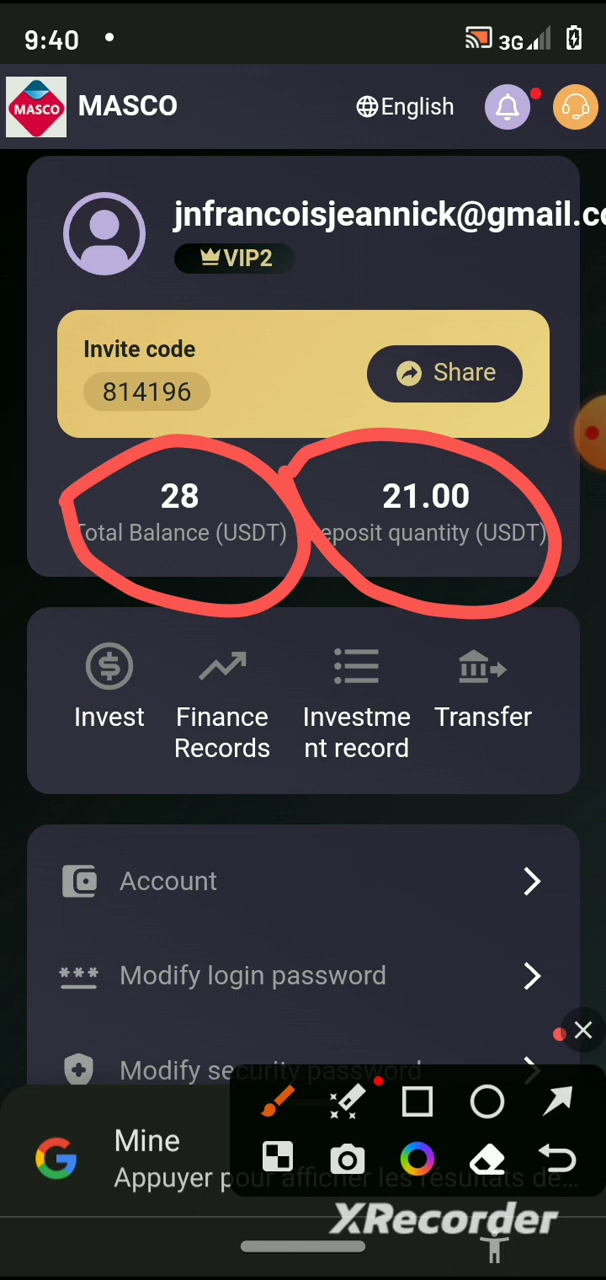 9:40
3G
MASCO
MASCO
English
jnfrancoisjeannick@gmail.c
VIP2
Invite code
814196
Share
28
21.00
Total Balance (USDT)
eposit quantity (USDT)
Invest
Finance
Records
Investme
nt record
Transfer
Account
***
Modify login password
Modify security password
Mine
Appuyer pour afficher les résultats de...
XRecorder